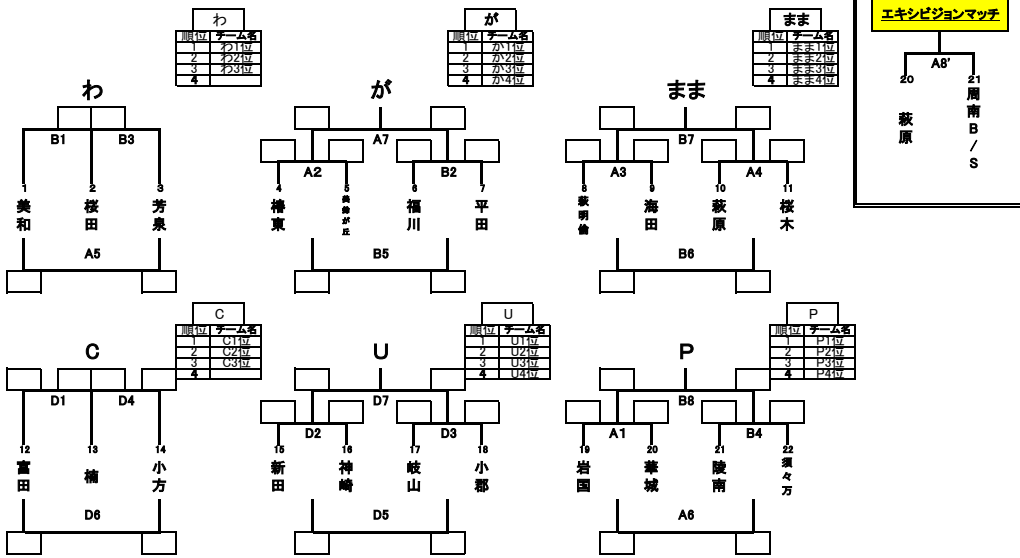 わ
順位 チーム名
1 わ1位
2 わ2位
3 わ3位
4
が
順位 チーム名
1 が1位
2 が2位
3 が3位
4 が4位
まま
順位 チーム名
1 まま1位
2 まま2位
3 まま3位
4 まま4位
エキシビジョンマッチ
A8'
20 萩原
21 周南B/S
わ
B1 B3
1 美和
2 桜田
3 芳泉
A5
が
A7
A2 B2
4 椿東
5 美鈴が丘
6 福川
7 平田
B5
まま
B7
A3 A4
8 萩明倫
9 海田
10 萩原
11 桜木
B6
C
順位 チーム名
1 C1位
2 C2位
3 C3位
4
U
順位 チーム名
1 U1位
2 U2位
3 U3位
4 U4位
P
順位 チーム名
1 P1位
2 P2位
3 P3位
4 P4位
C
D1 D4
12 富田
13 楠
14 小方
D6
U
D7
D2 D3
15 新田
16 神崎
17 岐山
18 小郡
D5
P
B8
A1 B4
19 岩国
20 華城
21 陵南
22 須々万
A6